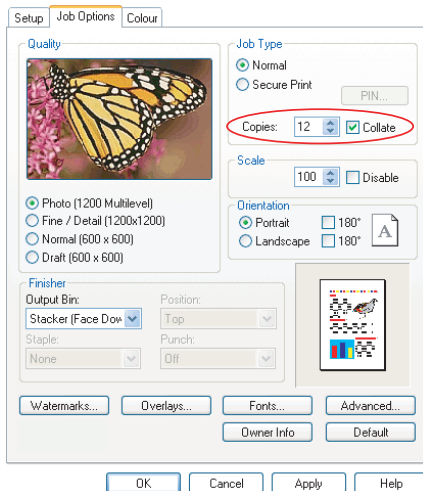 Setup Job Options Colour
Quality
Photo (1200 Multilevel)
Fine / Detail (1200x1200)
Normal (600 x 600)
Draft (600 x 600)
Job Type
Normal
Secure Print
PIN...
Copies: 12 Collate
Scale
100 Disable
Orientation
Portrait 180°
Landscape 180°
A
Finisher
Output Bin: Position:
Stacker (Face Dow Top
Staple: Punch:
None Off
Watermarks... Overlays... Fonts... Advanced...
Owner Info Default
OK Cancel Apply Help